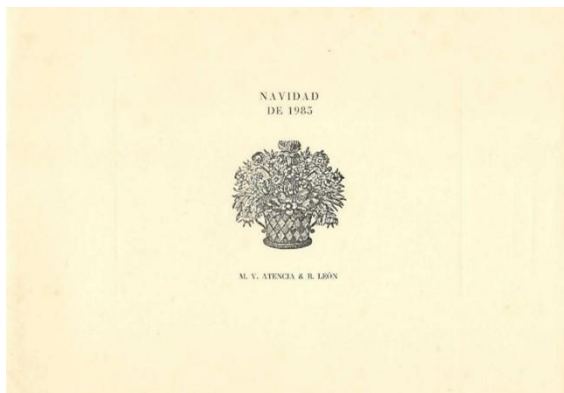 NAVIDAD
DE 1985
M. V. ATENCIA & R. LEÓN